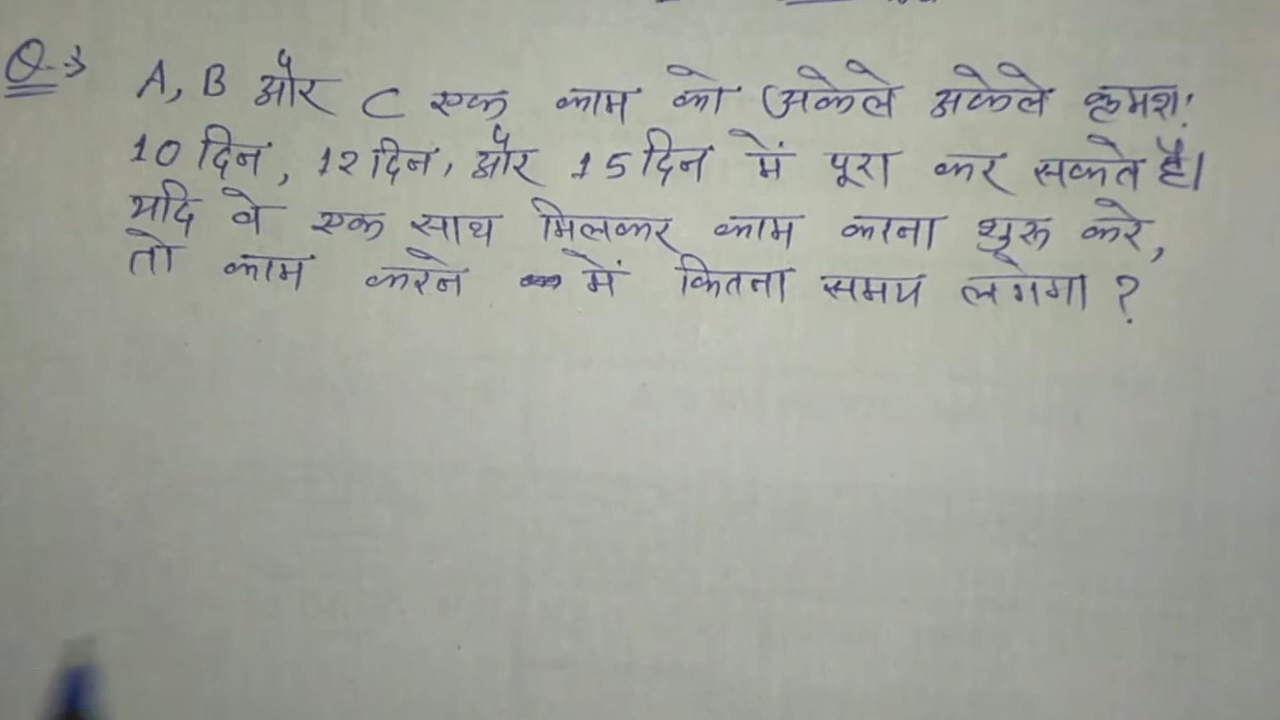 Q→ A, B और C एक काम को अकेले अकेले क्रमशः
10 दिन, 12 दिन, और 15 दिन में पूरा कर सकते है।
यदि वे एक साथ मिलकर काम करना शुरू करे,
तो काम करने में कितना समय लगेगा ?